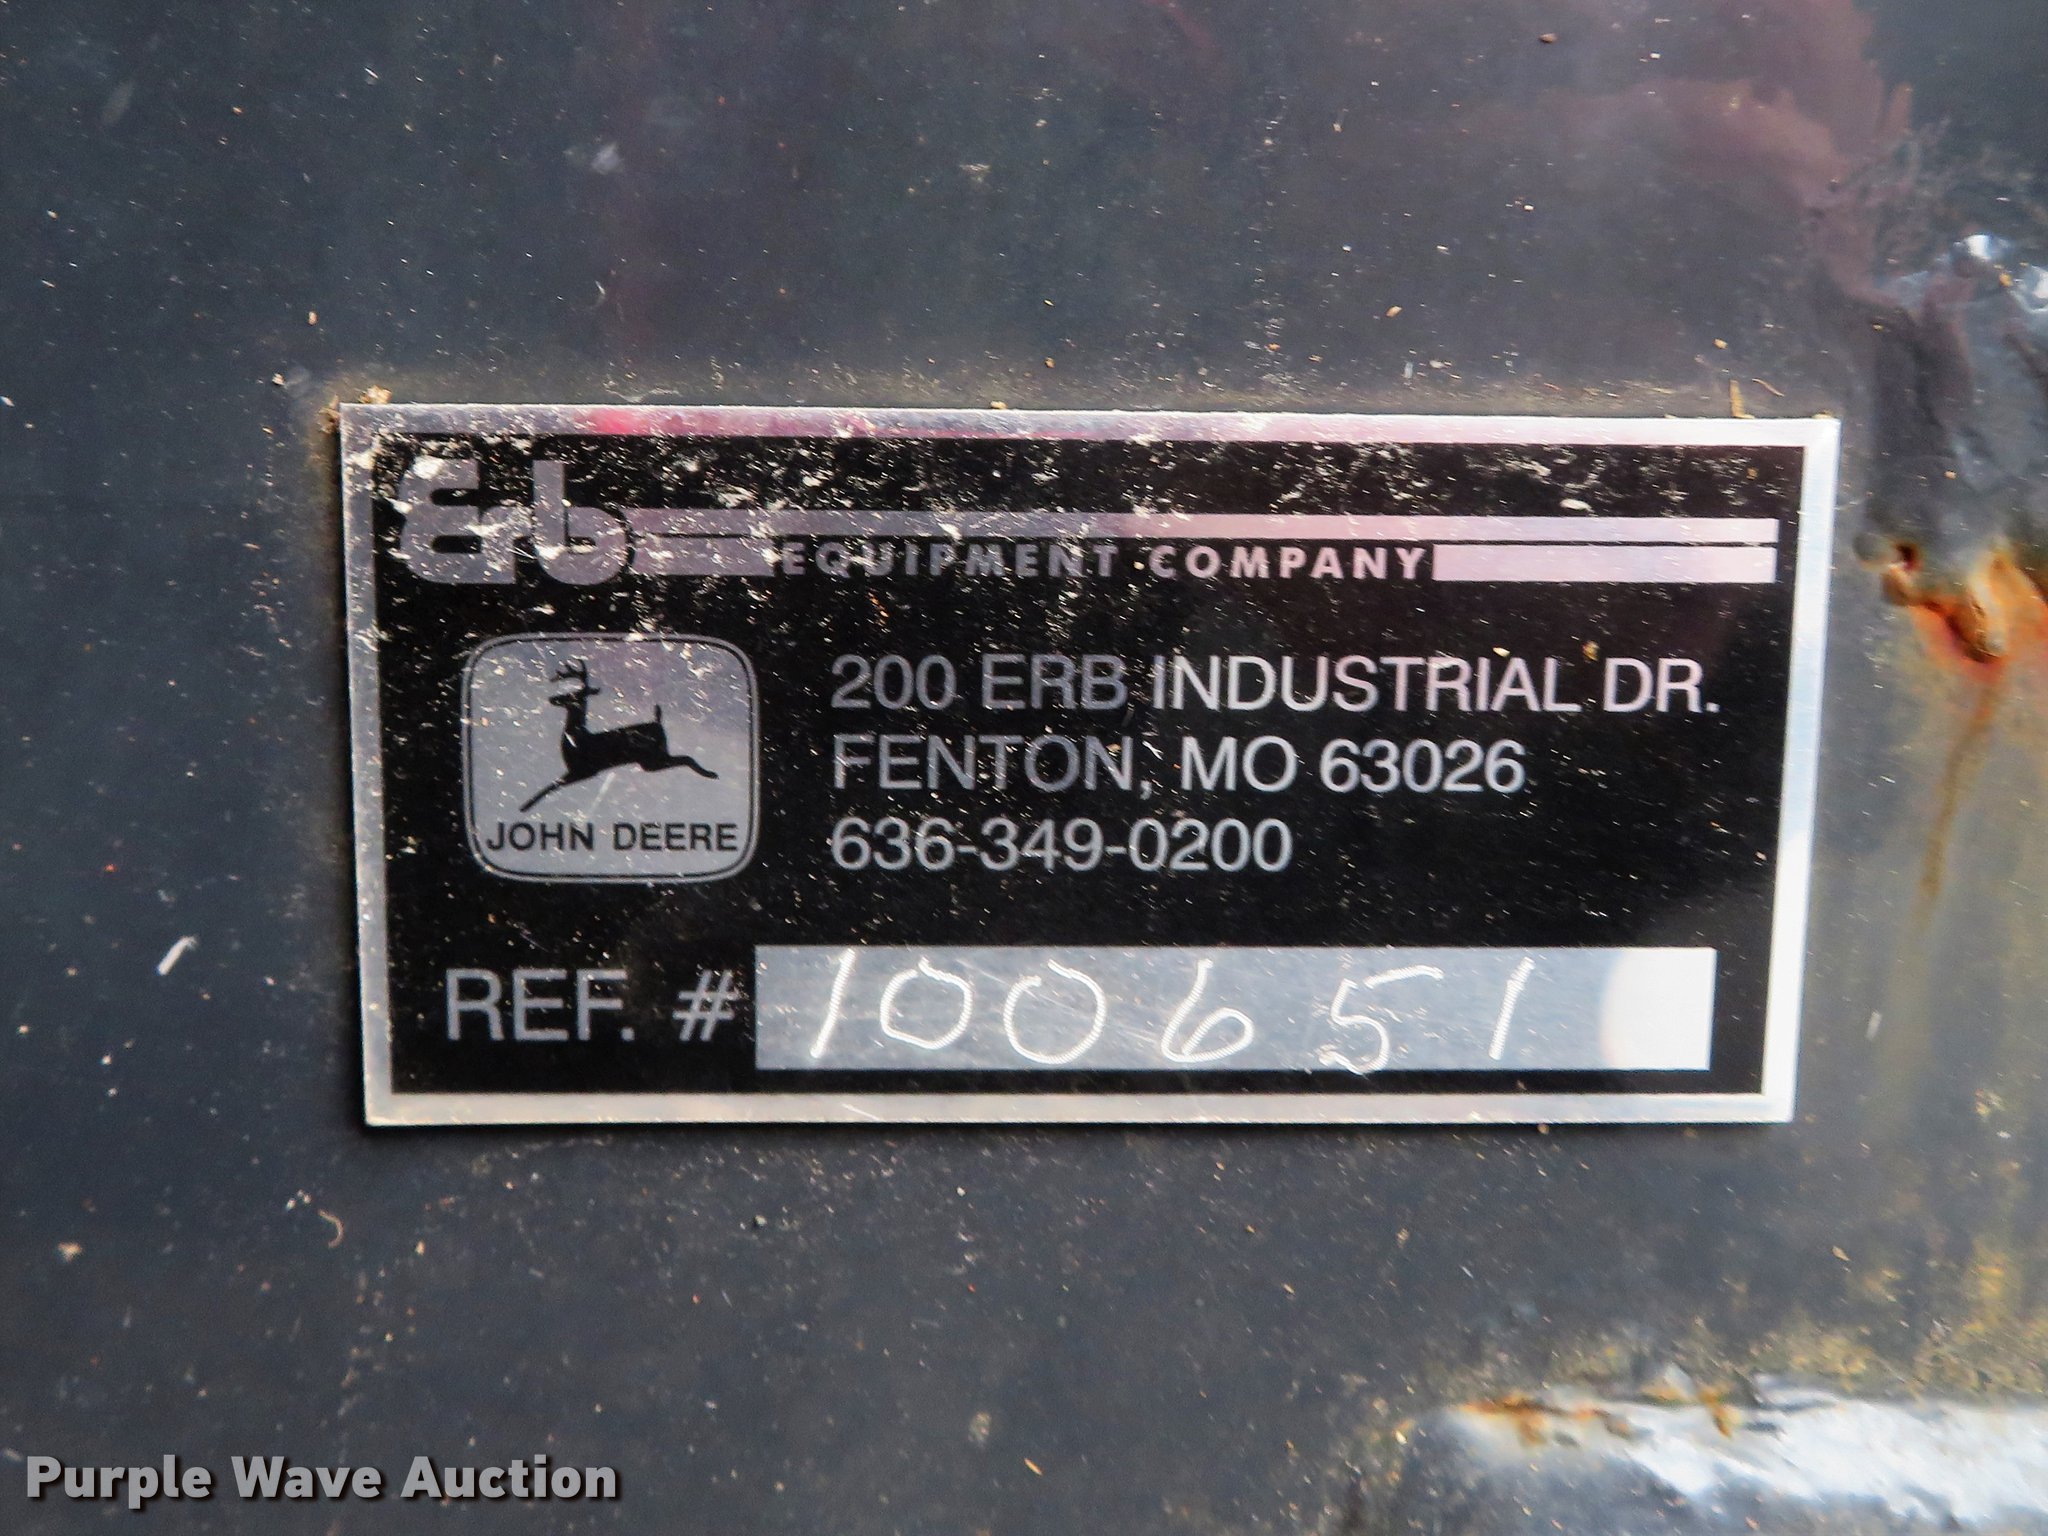 Erb
EQUIPMENT COMPANY
JOHN DEERE
200 ERB INDUSTRIAL DR.
FENTON, MO 63026
636-349-0200
REF. # 100651
Purple Wave Auction